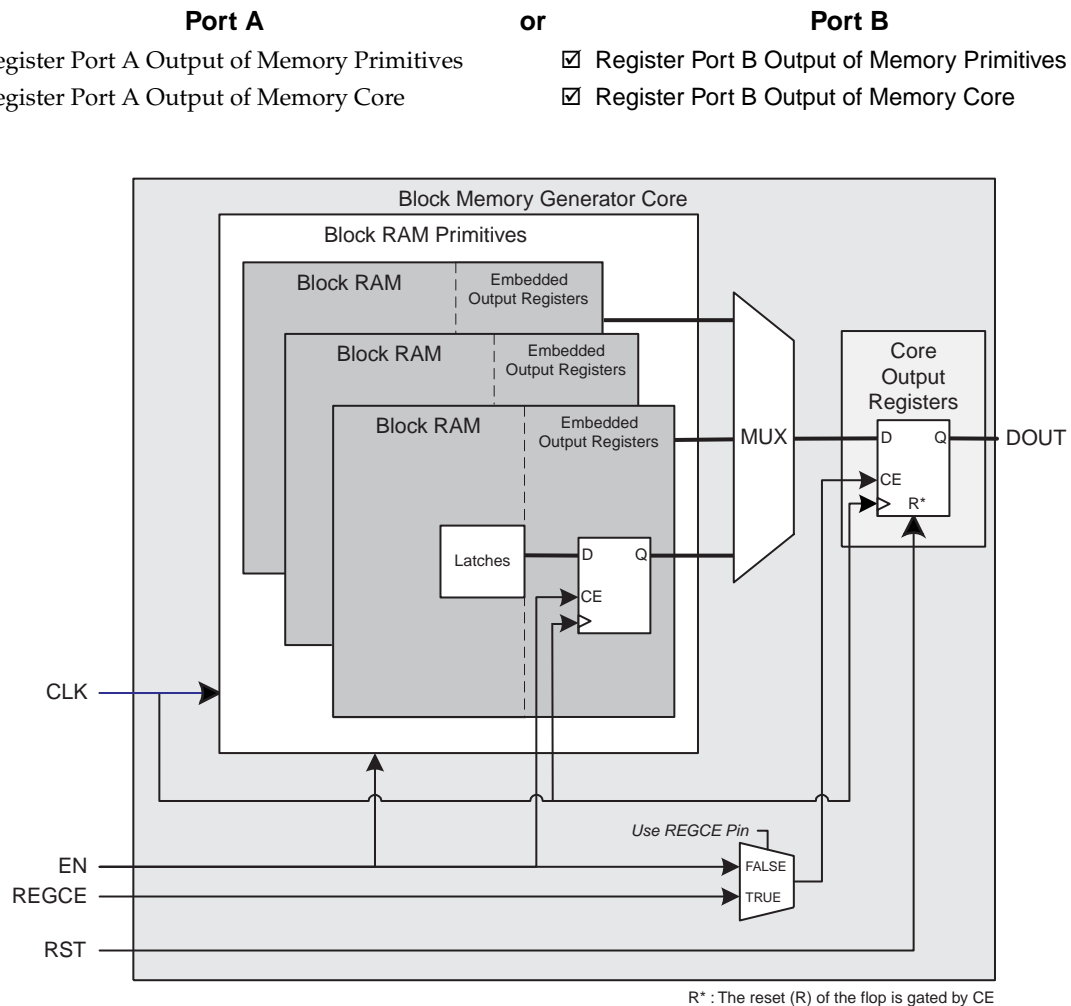 Port A or Port B
egister Port A Output of Memory Primitives ☑ Register Port B Output of Memory Primitives
egister Port A Output of Memory Core ☑ Register Port B Output of Memory Core
Block Memory Generator Core
Block RAM Primitives
Block RAM
Embedded
Output Registers
Block RAM
Embedded
Output Registers
Block RAM
Embedded
Output Registers
MUX
Core
Output
Registers
D Q
DOUT
CE
R*
Latches
D Q
CE
CLK
Use REGCE Pin
EN
FALSE
REGCE
TRUE
RST
R* : The reset (R) of the flop is gated by CE